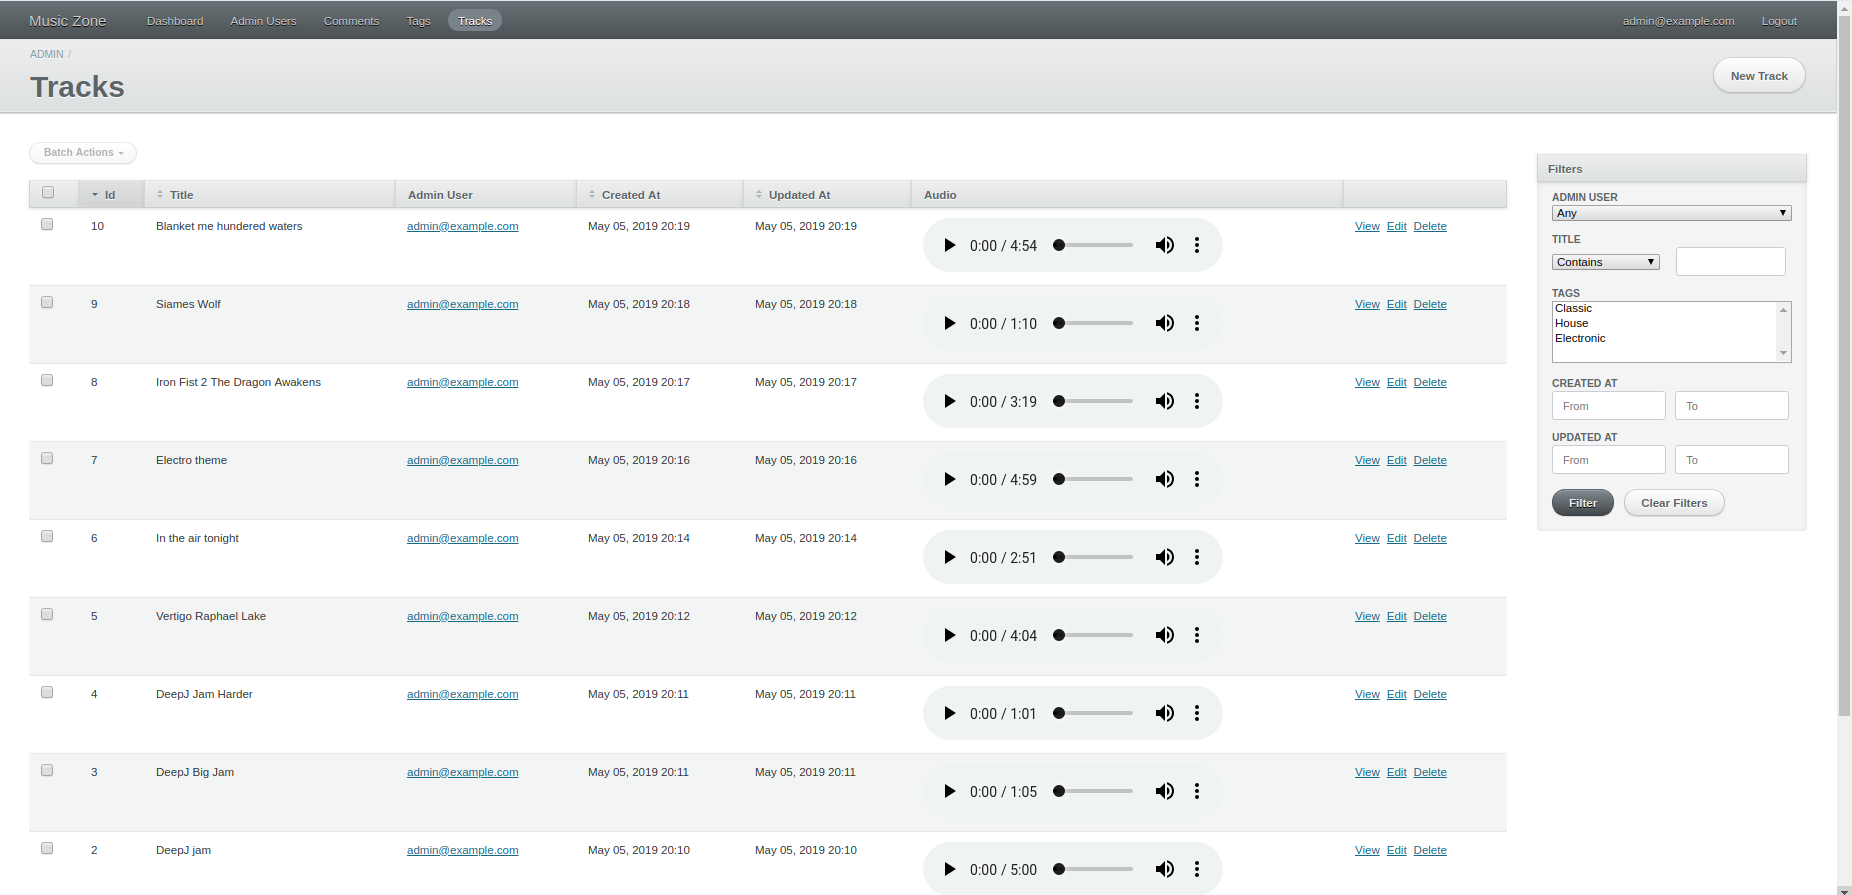 Music Zone Dashboard Admin Users Comments Tags Tracks admin@example.com Logout
ADMIN /
Tracks
New Track
Batch Actions
Id Title Admin User Created At Updated At Audio
10 Blanket me hundered waters admin@example.com May 05, 2019 20:19 May 05, 2019 20:19 0:00 / 4:54 View Edit Delete
9 Siames Wolf admin@example.com May 05, 2019 20:18 May 05, 2019 20:18 0:00 / 1:10 View Edit Delete
8 Iron Fist 2 The Dragon Awakens admin@example.com May 05, 2019 20:17 May 05, 2019 20:17 0:00 / 3:19 View Edit Delete
7 Electro theme admin@example.com May 05, 2019 20:16 May 05, 2019 20:16 0:00 / 4:59 View Edit Delete
6 In the air tonight admin@example.com May 05, 2019 20:14 May 05, 2019 20:14 0:00 / 2:51 View Edit Delete
5 Vertigo Raphael Lake admin@example.com May 05, 2019 20:12 May 05, 2019 20:12 0:00 / 4:04 View Edit Delete
4 DeepJ Jam Harder admin@example.com May 05, 2019 20:11 May 05, 2019 20:11 0:00 / 1:01 View Edit Delete
3 DeepJ Big Jam admin@example.com May 05, 2019 20:11 May 05, 2019 20:11 0:00 / 1:05 View Edit Delete
2 DeepJ jam admin@example.com May 05, 2019 20:10 May 05, 2019 20:10 0:00 / 5:00 View Edit Delete
Filters
ADMIN USER
Any
TITLE
Contains
TAGS
Classic
House
Electronic
CREATED AT
From To
UPDATED AT
From To
Filter Clear Filters